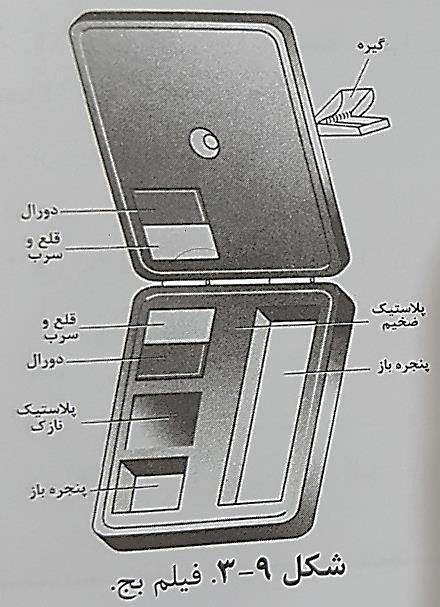 گیره
دورال
قلع و
سرب
پلاستیک
ضخیم
قلع و
سرب
پنجره باز
دورال
پلاستیک
نازک
پنجره باز
شکل ۹-۳. فیلم بج.